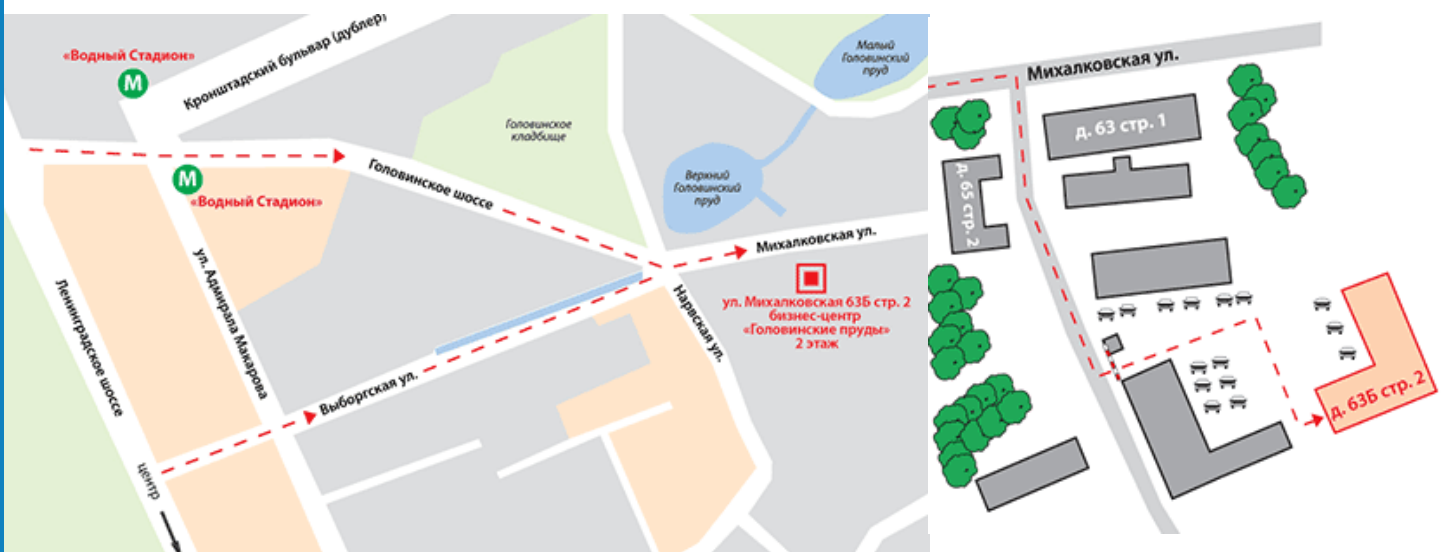 «Водный Стадион»
М
Кронштадский бульвар (дублер)
Малый
Головинский
пруд
Головинское
кладбище
Головинское шоссе
М
«Водный Стадион»
Верхний
Головинский
пруд
Михалковская ул.
ул. Михалковская 63Б стр. 2
бизнес-центр
«Головинские пруды»
2 этаж
Ленинградское шоссе
ул. Адмирала Макарова
Нарвская ул.
Выборгская ул.
центр
Михалковская ул.
д. 63 стр. 1
д. 65 стр. 2
д. 63Б стр. 2